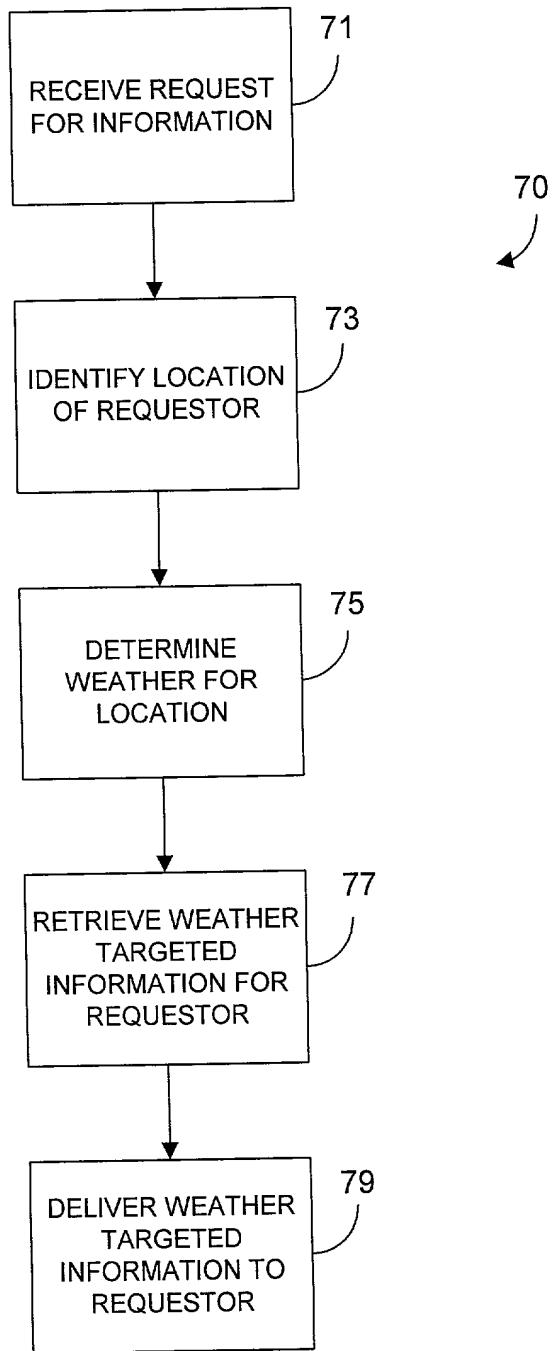 71
RECEIVE REQUEST
FOR INFORMATION
70
73
IDENTIFY LOCATION
OF REQUESTOR
75
DETERMINE
WEATHER FOR
LOCATION
77
RETRIEVE WEATHER
TARGETED
INFORMATION FOR
REQUESTOR
79
DELIVER WEATHER
TARGETED
INFORMATION TO
REQUESTOR